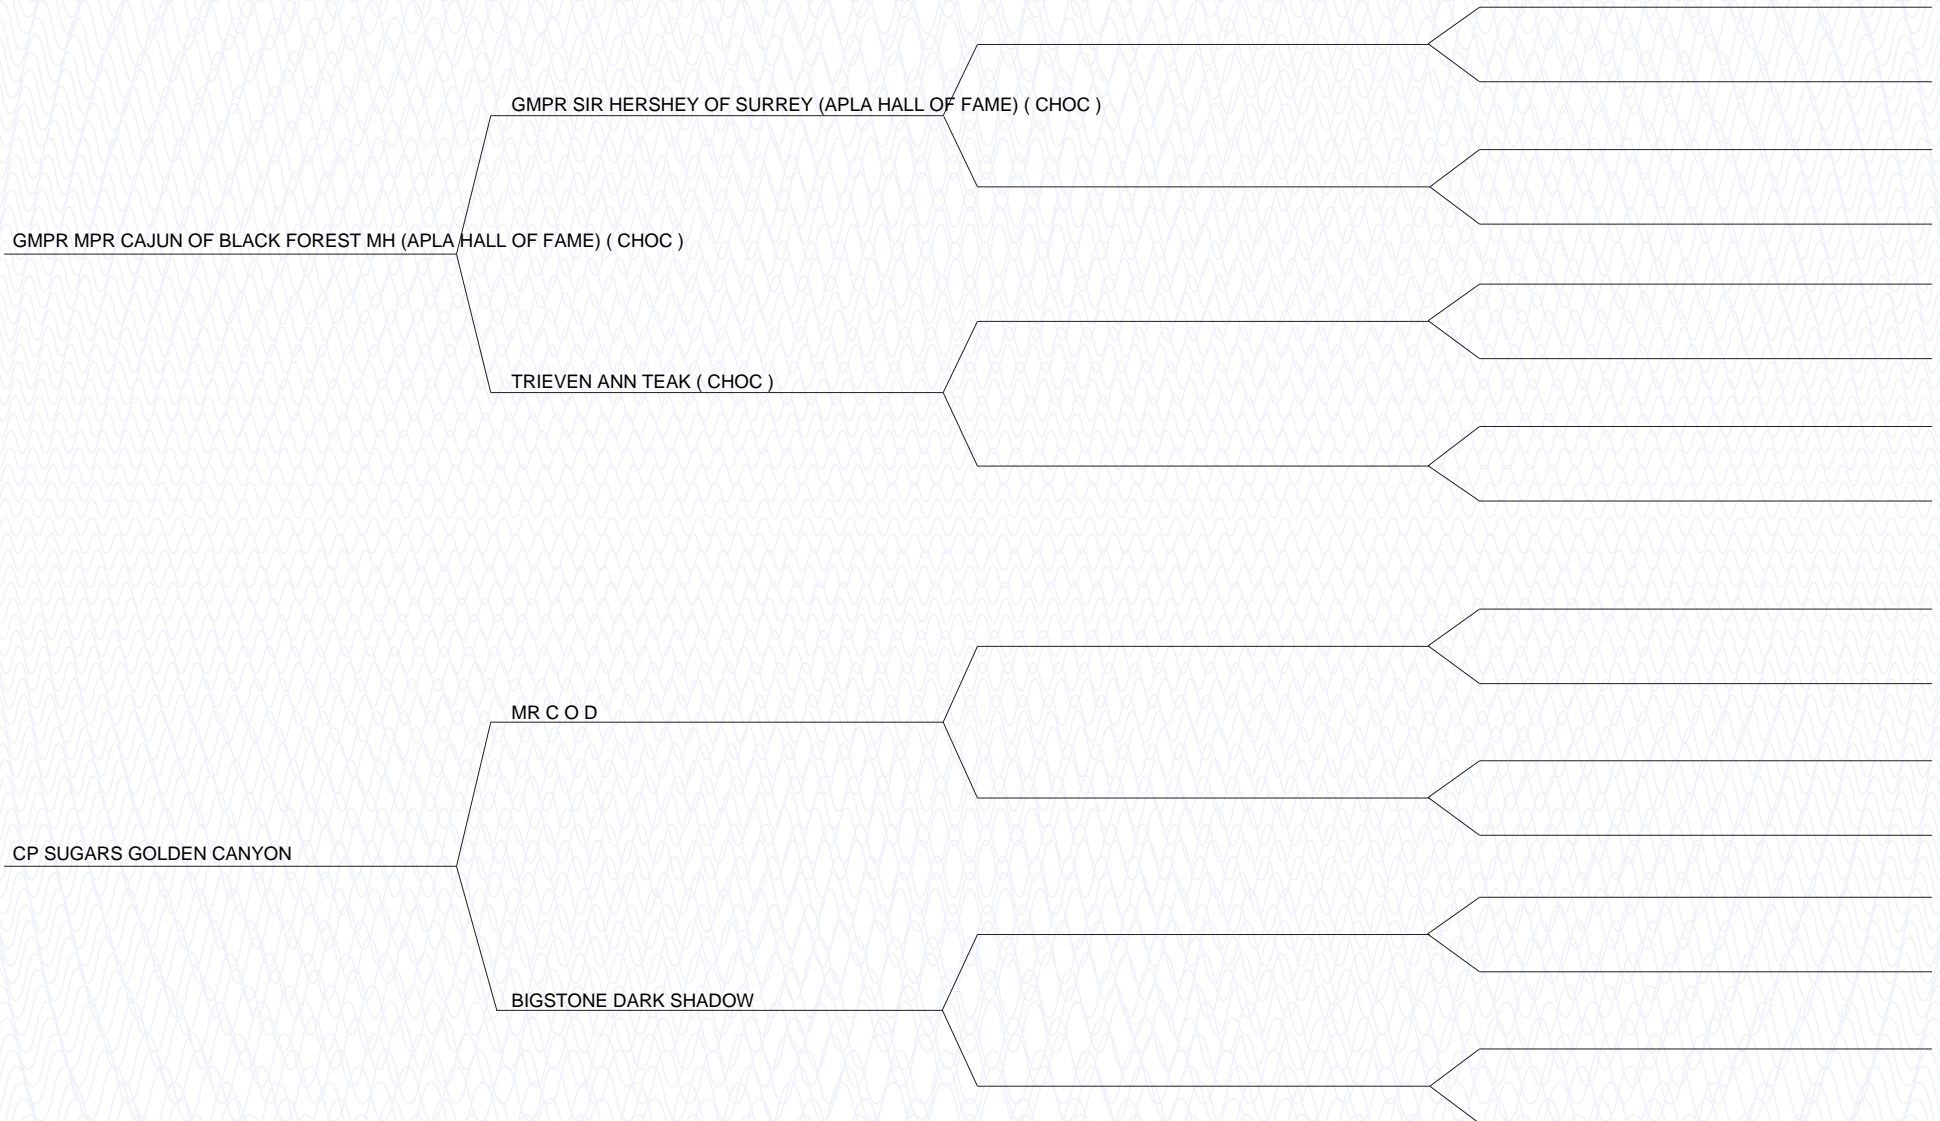 GMPR SIR HERSHEY OF SURREY (APLA HALL OF FAME) ( CHOC )
GMPR MPR CAJUN OF BLACK FOREST MH (APLA HALL OF FAME) ( CHOC )
TRIEVEN ANN TEAK ( CHOC )
MR C O D
CP SUGARS GOLDEN CANYON
BIGSTONE DARK SHADOW